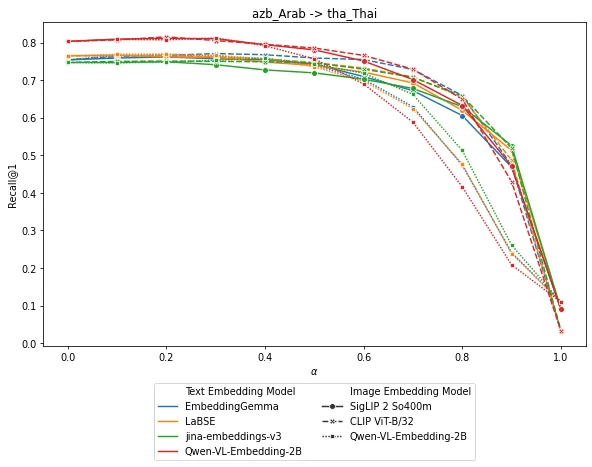 azb_Arab -> tha_Thai
Recall@1
0.8
0.7
0.6
0.5
0.4
0.3
0.2
0.1
0.0
0.0
0.2
0.4
0.6
0.8
1.0
α
Text Embedding Model
EmbeddingGemma
LaBSE
jina-embeddings-v3
Qwen-VL-Embedding-2B
Image Embedding Model
SigLIP 2 So400m
CLIP ViT-B/32
Qwen-VL-Embedding-2B